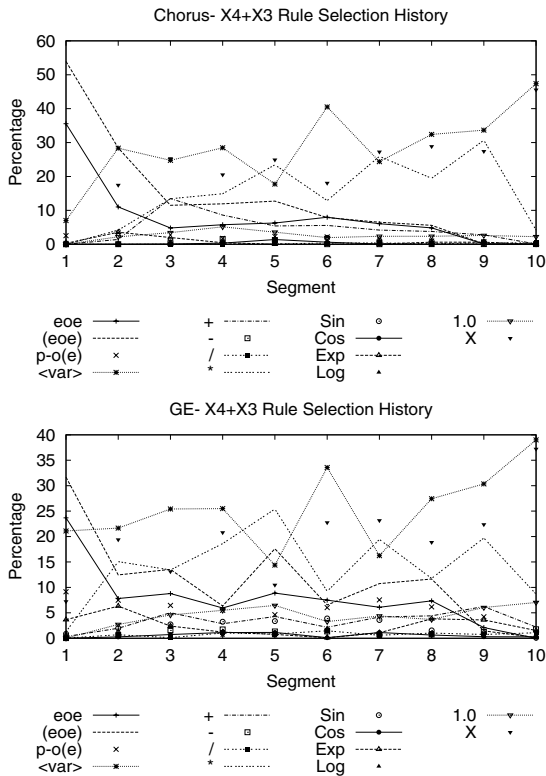 Chorus- X4+X3 Rule Selection History
60
50
40
30
20
10
0
Percentage
1 2 3 4 5 6 7 8 9 10
Segment
eoe + Sin 1.0
(eoe) - Cos X
p-o(e) / Exp
<var> * Log
GE- X4+X3 Rule Selection History
40
35
30
25
20
15
10
5
0
Percentage
1 2 3 4 5 6 7 8 9 10
Segment
eoe + Sin 1.0
(eoe) - Cos X
p-o(e) / Exp
<var> * Log